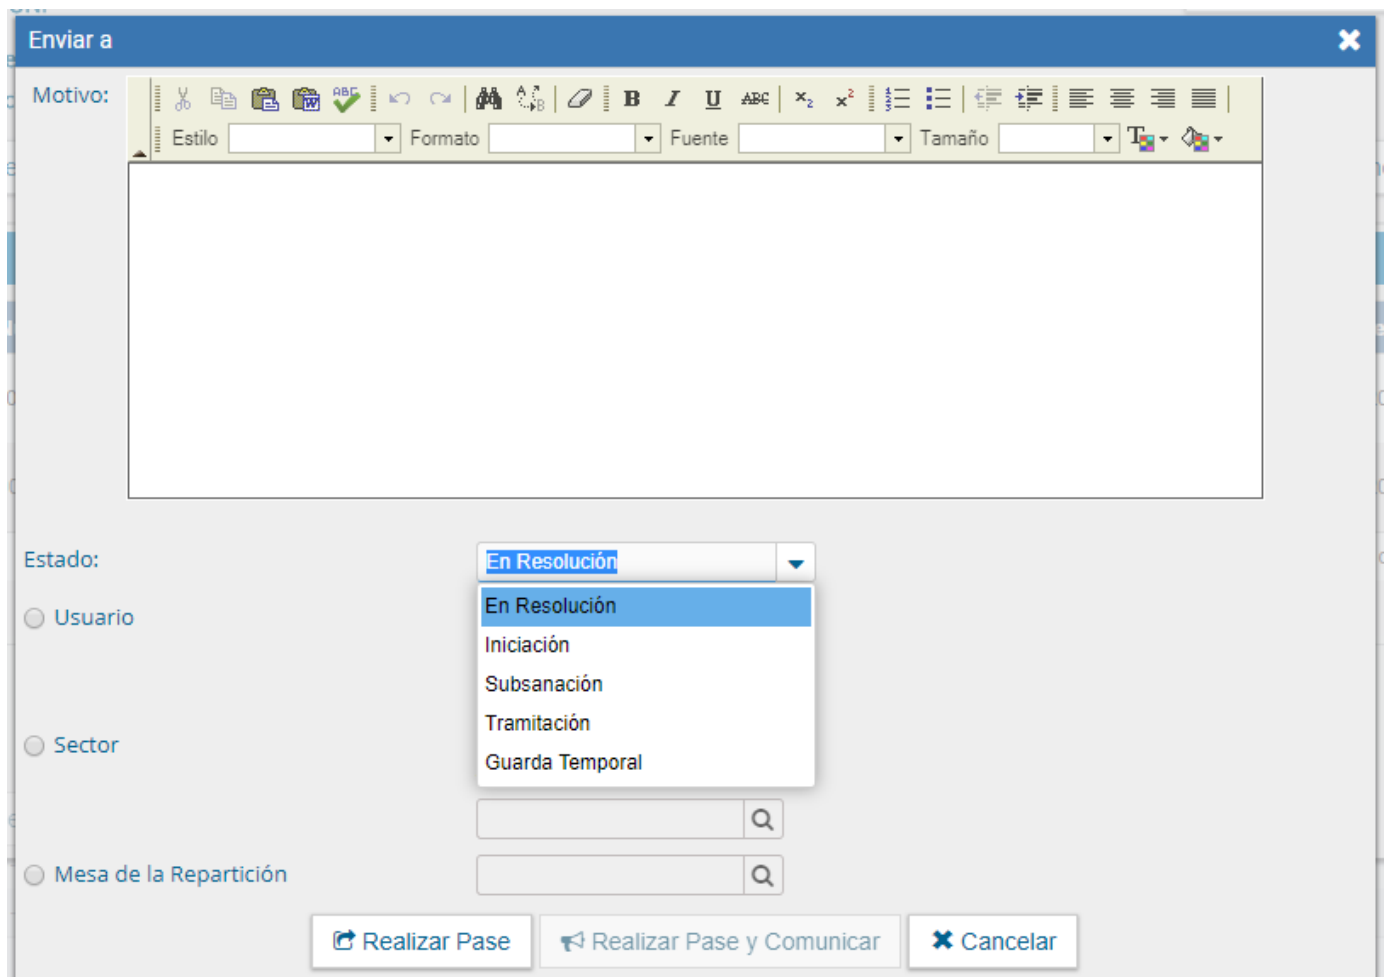 Enviar a
Motivo:
Estilo Formato Fuente Tamaño
Estado:
En Resolución
En Resolución
Usuario
Iniciación
Subsanación
Tramitación
Sector
Guarda Temporal
Mesa de la Repartición
Realizar Pase Realizar Pase y Comunicar Cancelar